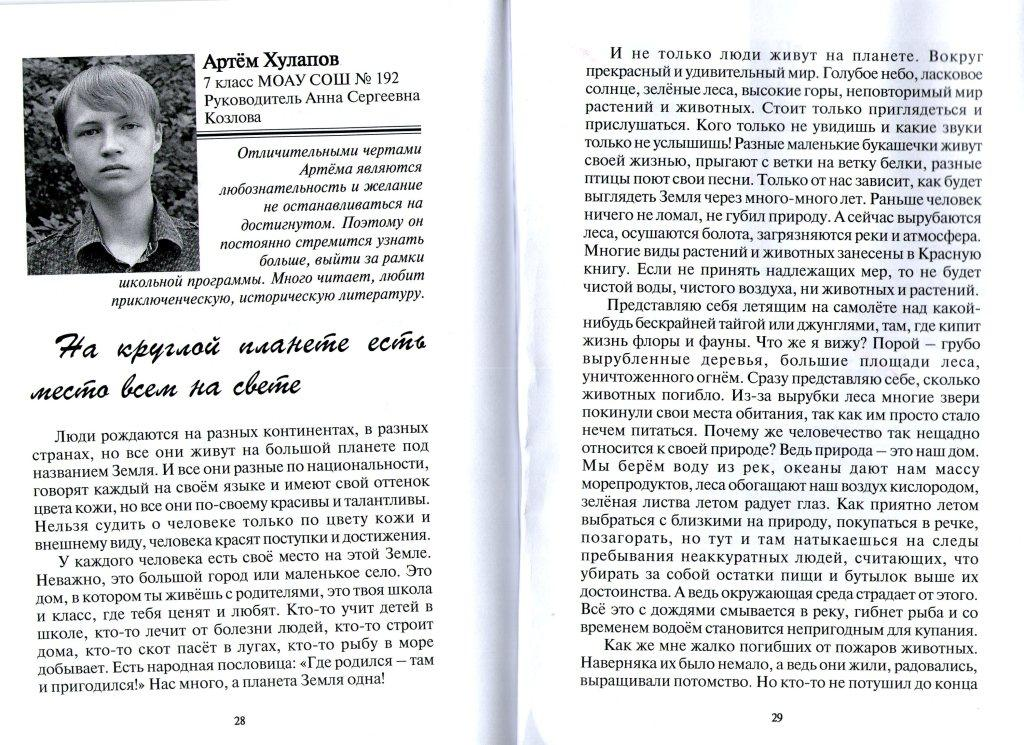 Артём Хулапов
7 класс МОАУ СОШ № 192
Руководитель Анна Сергеевна
Козлова
Отличительными чертами
Артёма являются
любознательность и желание
не останавливаться на
достигнутом. Поэтому он
постоянно стремится узнать
больше, выйти за рамки
школьной программы. Много читает, любит
приключенческую, историческую литературу.
На круглой планете есть
место всем на свете
Люди рождаются на разных континентах, в разных
странах, но все они живут на большой планете под
названием Земля. И все они разные по национальности,
говорят каждый на своём языке и имеют свой оттенок
цвета кожи, но все они по-своему красивы и талантливы.
Нельзя судить о человеке только по цвету кожи и
внешнему виду, человека красят поступки и достижения.
У каждого человека есть своё место на этой Земле.
Неважно, это большой город или маленькое село. Это
дом, в котором ты живёшь с родителями, это твоя школа
и класс, где тебя ценят и любят. Кто-то учит детей в
школе, кто-то лечит от болезни людей, кто-то строит
дома, кто-то скот пасёт в лугах, кто-то рыбу в море
добывает. Есть народная пословица: «Где родился – там
и пригодился!» Нас много, а планета Земля одна!
28
И не только люди живут на планете. Вокруг
прекрасный и удивительный мир. Голубое небо, ласковое
солнце, зелёные леса, высокие горы, неповторимый мир
растений и животных. Стоит только приглядеться и
прислушаться. Кого только не увидишь и какие звуки
только не услышишь! Разные маленькие букашечки живут
своей жизнью, прыгают с ветки на ветку белки, разные
птицы поют свои песни. Только от нас зависит, как будет
выглядеть Земля через много-много лет. Раньше человек
ничего не ломал, не губил природу. А сейчас вырубаются
леса, осушаются болота, загрязняются реки и атмосфера.
Многие виды растений и животных занесены в Красную
книгу. Если не принять надлежащих мер, то не будет
чистой воды, чистого воздуха, ни животных и растений.
Представляю себя летящим на самолёте над какой-
нибудь бескрайней тайгой или джунглями, там, где кипит
жизнь флоры и фауны. Что же я вижу? Порой – грубо
вырубленные деревья, большие площади леса,
уничтоженного огнём. Сразу представляю себе, сколько
животных погибло. Из-за вырубки леса многие звери
покинули свои места обитания, так как им просто стало
нечем питаться. Почему же человечество так нещадно
относится к своей природе? Ведь природа – это наш дом.
Мы берём воду из рек, океаны дают нам массу
морепродуктов, леса обогащают наш воздух кислородом,
зелёная листва летом радует глаз. Как приятно летом
выбраться с близкими на природу, покупаться в речке,
позагорать, но тут и там натыкаешься на следы
пребывания неаккуратных людей, считающих, что
убирать за собой остатки пищи и бутылок выше их
достоинства. А ведь окружающая среда страдает от этого.
Всё это с дождями смывается в реку, гибнет рыба и со
временем водоём становится непригодным для купания.
Как же мне жалко погибших от пожаров животных.
Наверняка их было немало, а ведь они жили, радовались,
выращивали потомство. Но кто-то не потушил до конца
29